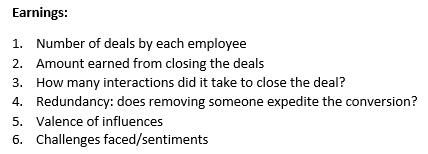 Earnings:
1. Number of deals by each employee
2. Amount earned from closing the deals
3. How many interactions did it take to close the deal?
4. Redundancy: does removing someone expedite the conversion?
5. Valence of influences
6. Challenges faced/sentiments